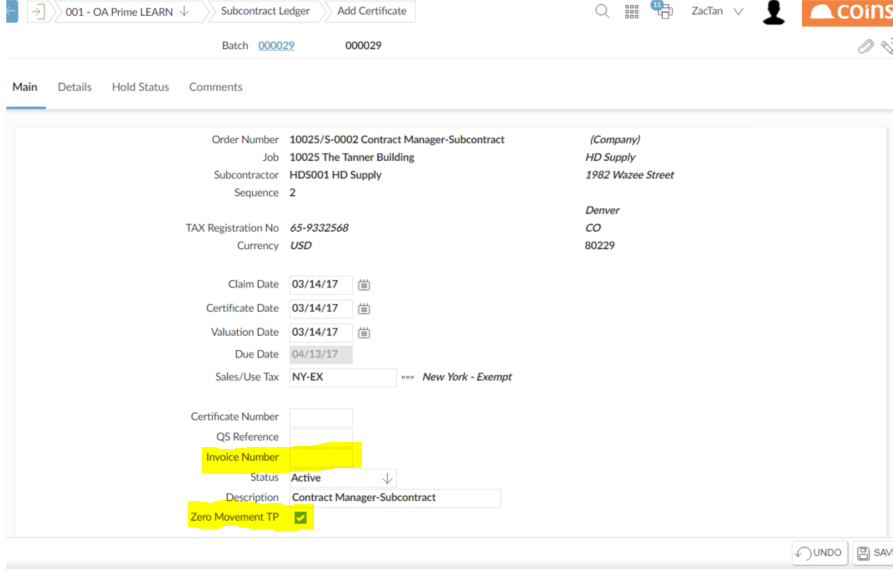 001 - OA Prime LEARN Subcontract Ledger Add Certificate 11 ZacTan coins
Batch 000029 000029
Main Details Hold Status Comments
Order Number 10025/S-0002 Contract Manager-Subcontract (Company)
Job 10025 The Tanner Building HD Supply
Subcontractor HDS001 HD Supply 1982 Wazee Street
Sequence 2
Denver
TAX Registration No 65-9332568 CO
Currency USD 80229
Claim Date 03/14/17
Certificate Date 03/14/17
Valuation Date 03/14/17
Due Date 04/13/17
Sales/Use Tax NY-EX New York - Exempt
Certificate Number
QS Reference
Invoice Number
Status Active
Description Contract Manager-Subcontract
Zero Movement TP
UNDO SAV